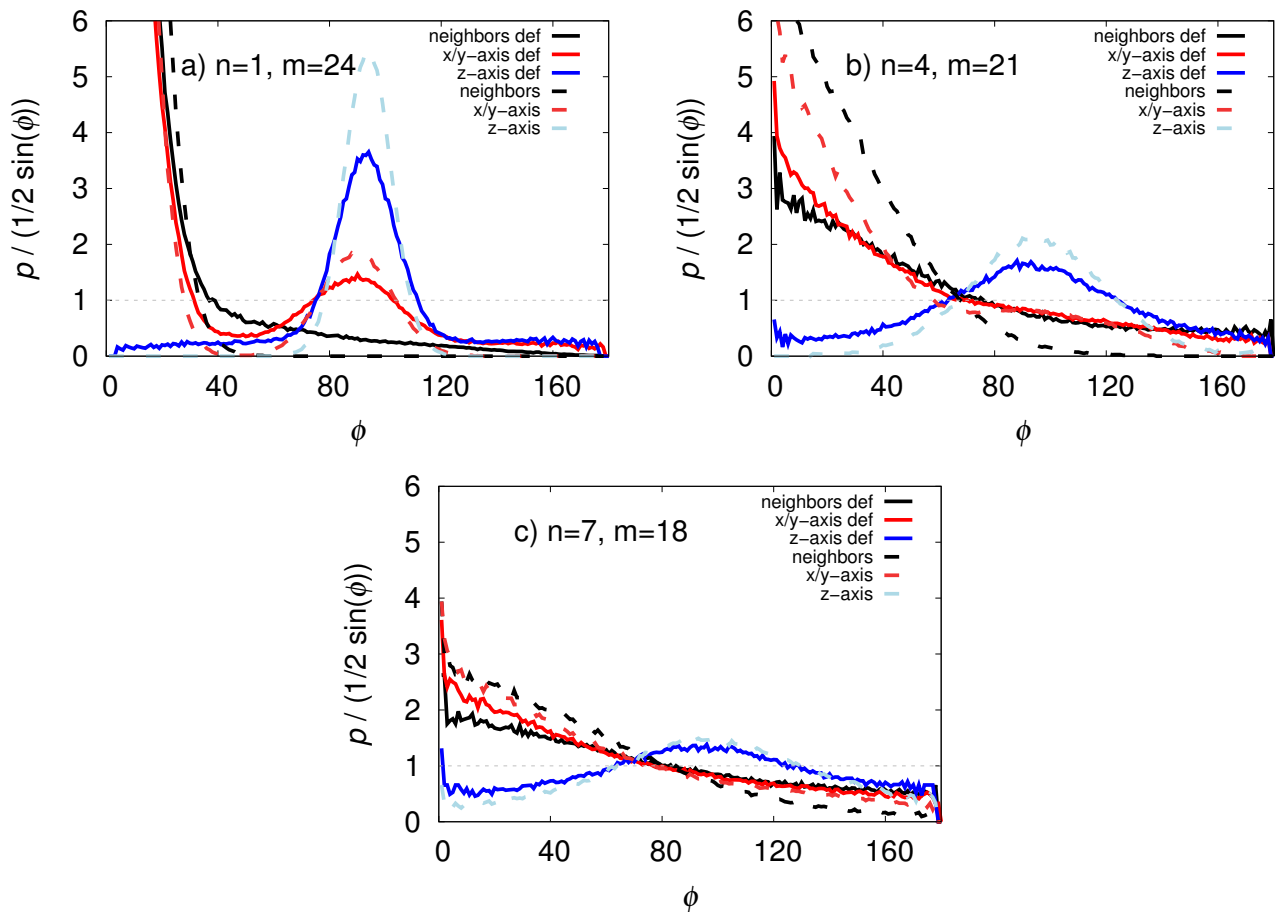 a) n=1, m=24
neighbors def
x/y−axis def
z−axis def
neighbors
x/y−axis
z−axis
p / (1/2 sin(ϕ))
6
5
4
3
2
1
0
0 40 80 120 160
ϕ
b) n=4, m=21
neighbors def
x/y−axis def
z−axis def
neighbors
x/y−axis
z−axis
p / (1/2 sin(ϕ))
6
5
4
3
2
1
0
0 40 80 120 160
ϕ
c) n=7, m=18
neighbors def
x/y−axis def
z−axis def
neighbors
x/y−axis
z−axis
p / (1/2 sin(ϕ))
6
5
4
3
2
1
0
0 40 80 120 160
ϕ